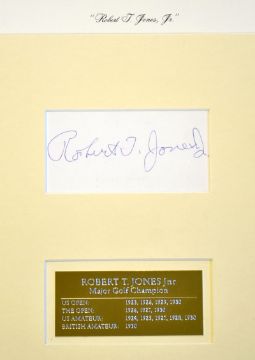 "Robert T. Jones, Jr."
Robert T. Jones Jr.
ROBERT T. JONES Jnr
Major Golf Champion
US OPEN: 1923, 1926, 1929, 1930
THE OPEN: 1926, 1927, 1930
US AMATEUR: 1924, 1925, 1927, 1928, 1930
BRITISH AMATEUR: 1930